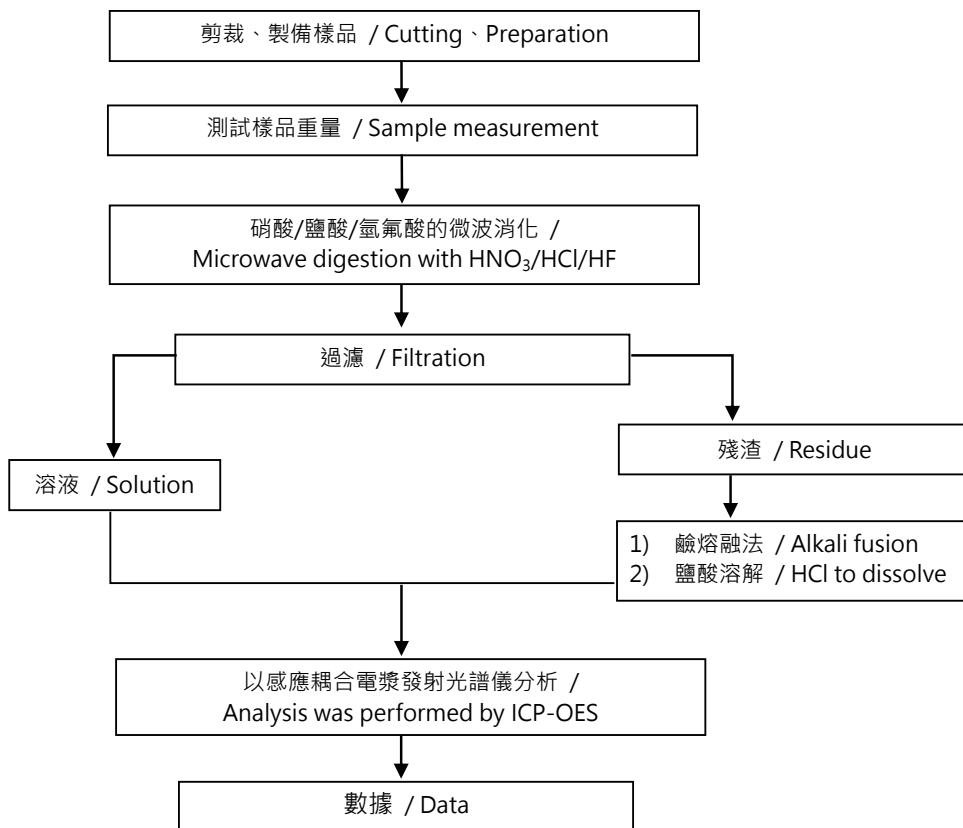 剪裁、製備樣品 / Cutting、Preparation
測試樣品重量 / Sample measurement
硝酸/鹽酸/氫氟酸的微波消化 /
Microwave digestion with HNO₃/HCl/HF
過濾 / Filtration
溶液 / Solution
殘渣 / Residue
1) 鹼熔融法 / Alkali fusion
2) 鹽酸溶解 / HCl to dissolve
以感應耦合電漿發射光譜儀分析 /
Analysis was performed by ICP-OES
數據 / Data